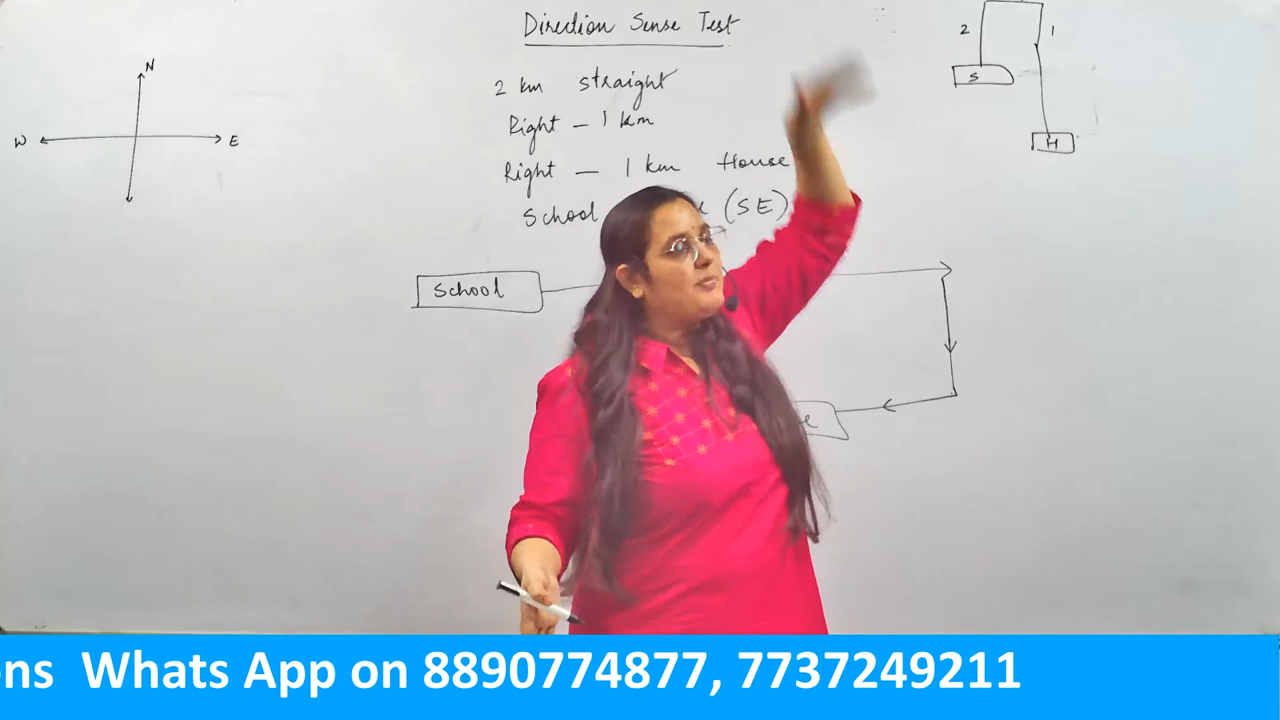 Direction Sense Test
N
W
E
2 km straight
Right – 1 km
Right – 1 km House
School (SE)
School
2
1
S
H
ns Whats App on 8890774877, 7737249211